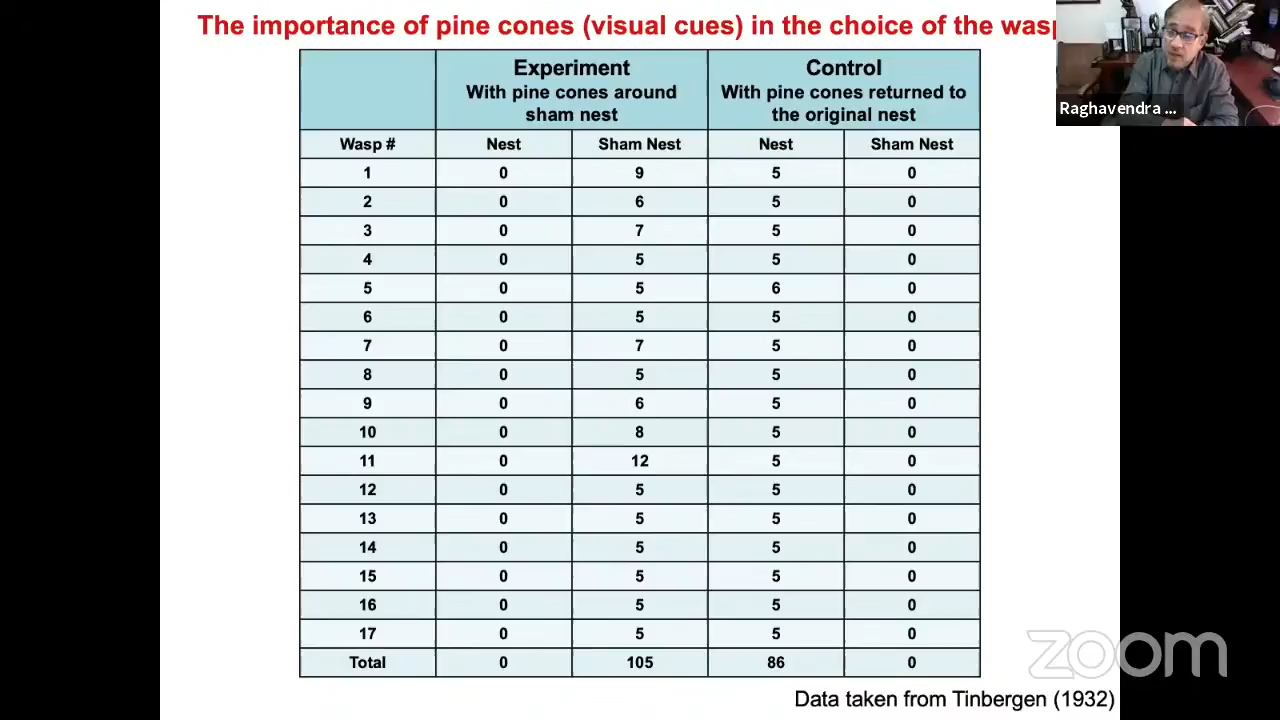 The importance of pine cones (visual cues) in the choice of the wasp
Raghavendra ...
Experiment Control
With pine cones around With pine cones returned to
sham nest the original nest
Wasp # Nest Sham Nest Nest Sham Nest
1 0 9 5 0
2 0 6 5 0
3 0 7 5 0
4 0 5 5 0
5 0 5 6 0
6 0 5 5 0
7 0 7 5 0
8 0 5 5 0
9 0 6 5 0
10 0 8 5 0
11 0 12 5 0
12 0 5 5 0
13 0 5 5 0
14 0 5 5 0
15 0 5 5 0
16 0 5 5 0
17 0 5 5 0
Total 0 105 86 0
zoom
Data taken from Tinbergen (1932)